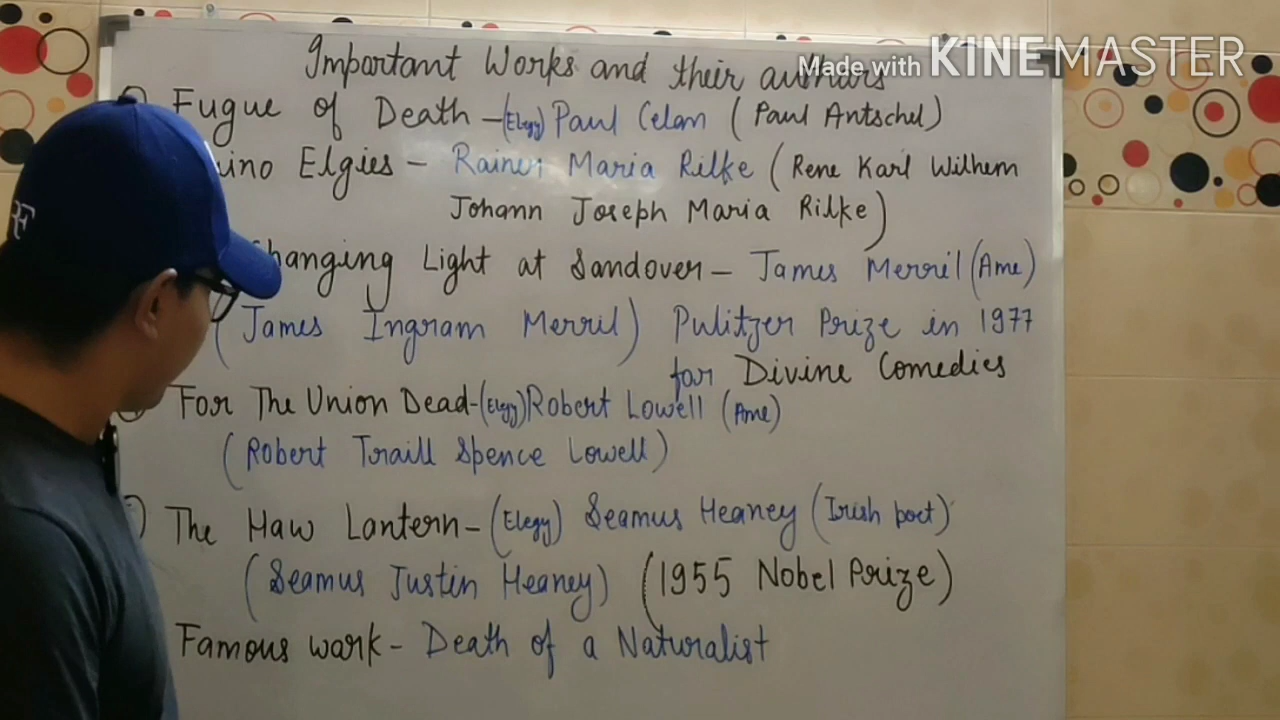 Important Works and their authors
Made with KINEMASTER
Fugue of Death - (Elegy) Paul Celan ( Paul Antschel)
ino Elgies - Rainer Maria Rilke ( Rene Karl Wilhem
Johann Joseph Maria Rilke)
hanging Light at Sandover - James Merril (Ame)
( James Ingram Merril) Pulitzer Prize in 1977
for Divine Comedies
For The Union Dead - (Elegy) Robert Lowell (Ame)
( Robert Traill Spence Lowell)
The Haw Lantern - (Elegy) Seamus Heaney (Irish poet)
(Seamus Justin Heaney) (1955 Nobel Prize)
Famous work - Death of a Naturalist